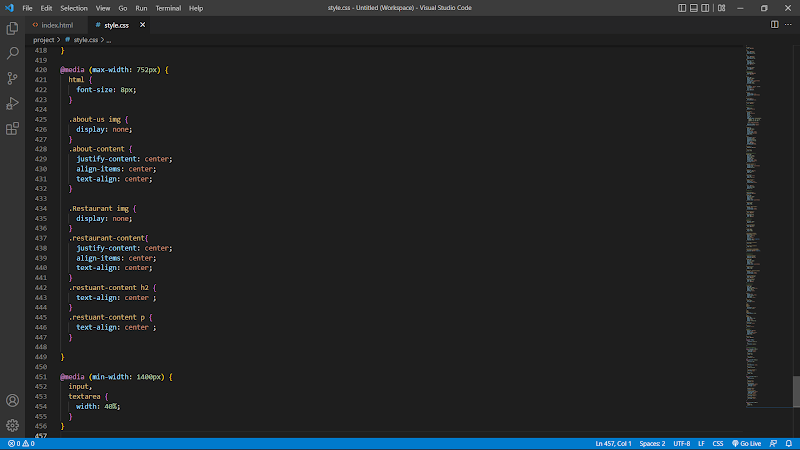 File Edit Selection View Go Run Terminal Help
style.css - Untitled (Workspace) - Visual Studio Code
index.html
# style.css
project > # style.css > ...
418 }
419
420 @media (max-width: 752px) {
421 html {
422 font-size: 8px;
423 }
424
425 .about-us img {
426 display: none;
427 }
428 .about-content {
429 justify-content: center;
430 align-items: center;
431 text-align: center;
432 }
433
434 .Restaurant img {
435 display: none;
436 }
437 .restaurant-content{
438 justify-content: center;
439 align-items: center;
440 text-align: center;
441 }
442 .restuant-content h2 {
443 text-align: center ;
444 }
445 .restuant-content p {
446 text-align: center ;
447 }
448
449 }
450
451 @media (min-width: 1400px) {
452 input,
453 textarea {
454 width: 40%;
455 }
456 }
457
0 0
Ln 457, Col 1 Spaces: 2 UTF-8 LF CSS Go Live